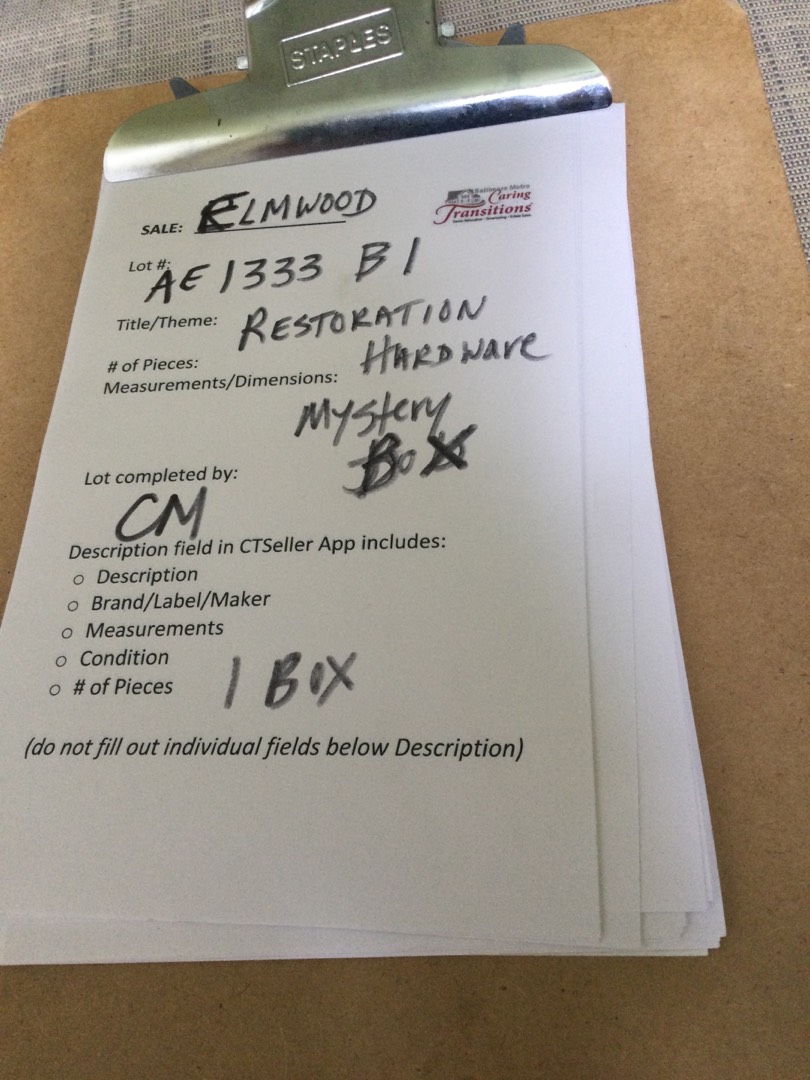 STAPLES
SALE: ELMWOOD
Baltimore Metro
Caring
Transitions
Lot #: AE 1333 B1
Title/Theme: RESTORATION
HARDWARE
# of Pieces:
Measurements/Dimensions:
Mystery
Box
Lot completed by:
CM
Description field in CTSeller App includes:
o Description
o Brand/Label/Maker
o Measurements
o Condition
o # of Pieces 1 BOX
(do not fill out individual fields below Description)